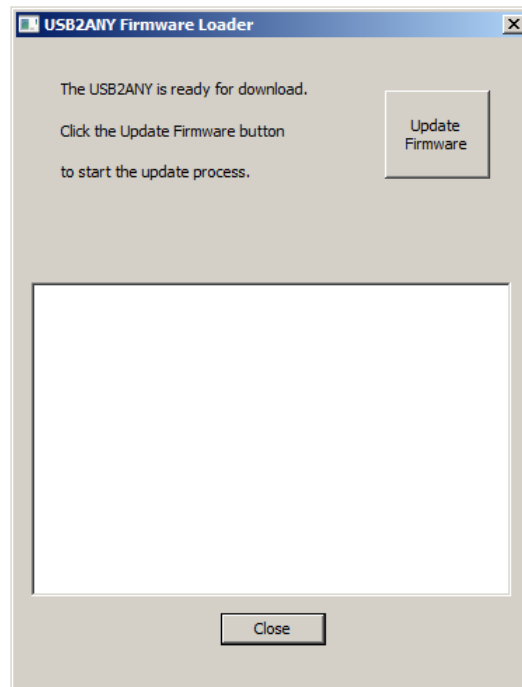 USB2ANY Firmware Loader
The USB2ANY is ready for download.
Click the Update Firmware button
to start the update process.
Update
Firmware
Close